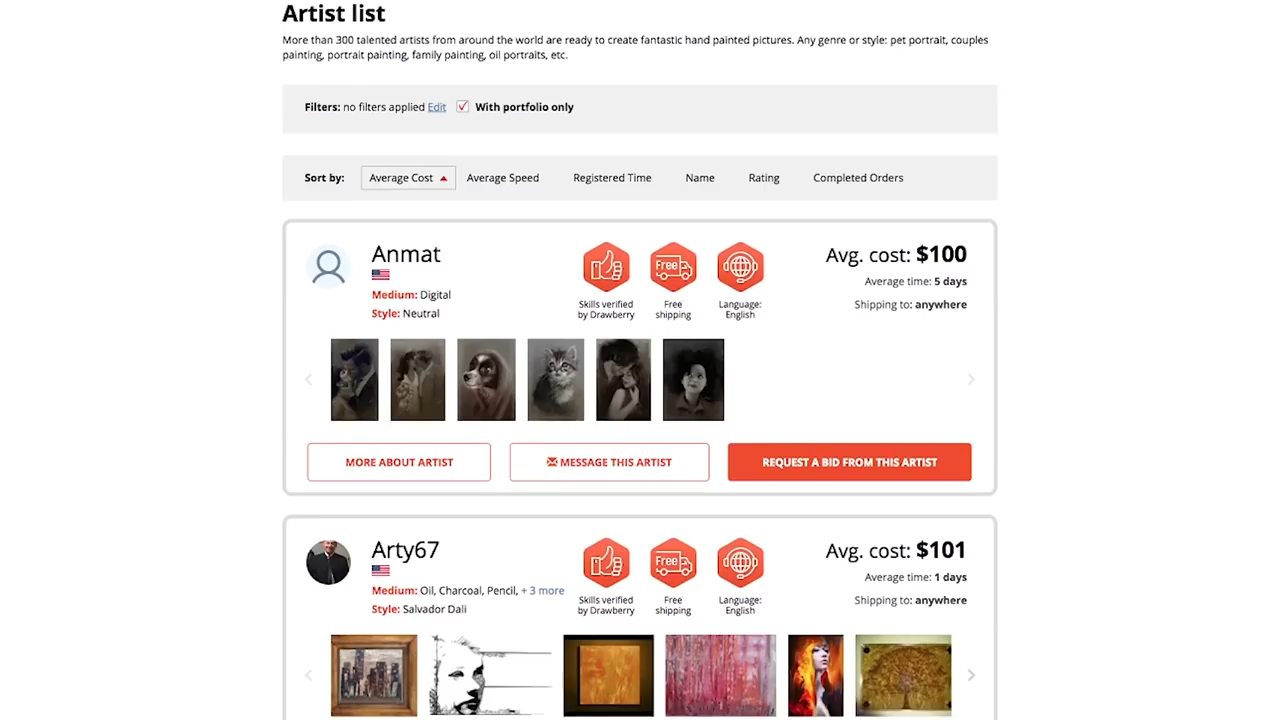 Artist list
More than 300 talented artists from around the world are ready to create fantastic hand painted pictures. Any genre or style: pet portrait, couples
painting, portrait painting, family painting, oil portraits, etc.
Filters: no filters applied Edit With portfolio only
Sort by: Average Cost Average Speed Registered Time Name Rating Completed Orders
Anmat
Medium: Digital
Style: Neutral
Skills verified
by Drawberry
Free
Free
shipping
Language:
English
Avg. cost: $100
Average time: 5 days
Shipping to: anywhere
MORE ABOUT ARTIST
MESSAGE THIS ARTIST
REQUEST A BID FROM THIS ARTIST
Arty67
Medium: Oil, Charcoal, Pencil, + 3 more
Style: Salvador Dali
Skills verified
by Drawberry
Free
Free
shipping
Language:
English
Avg. cost: $101
Average time: 1 days
Shipping to: anywhere